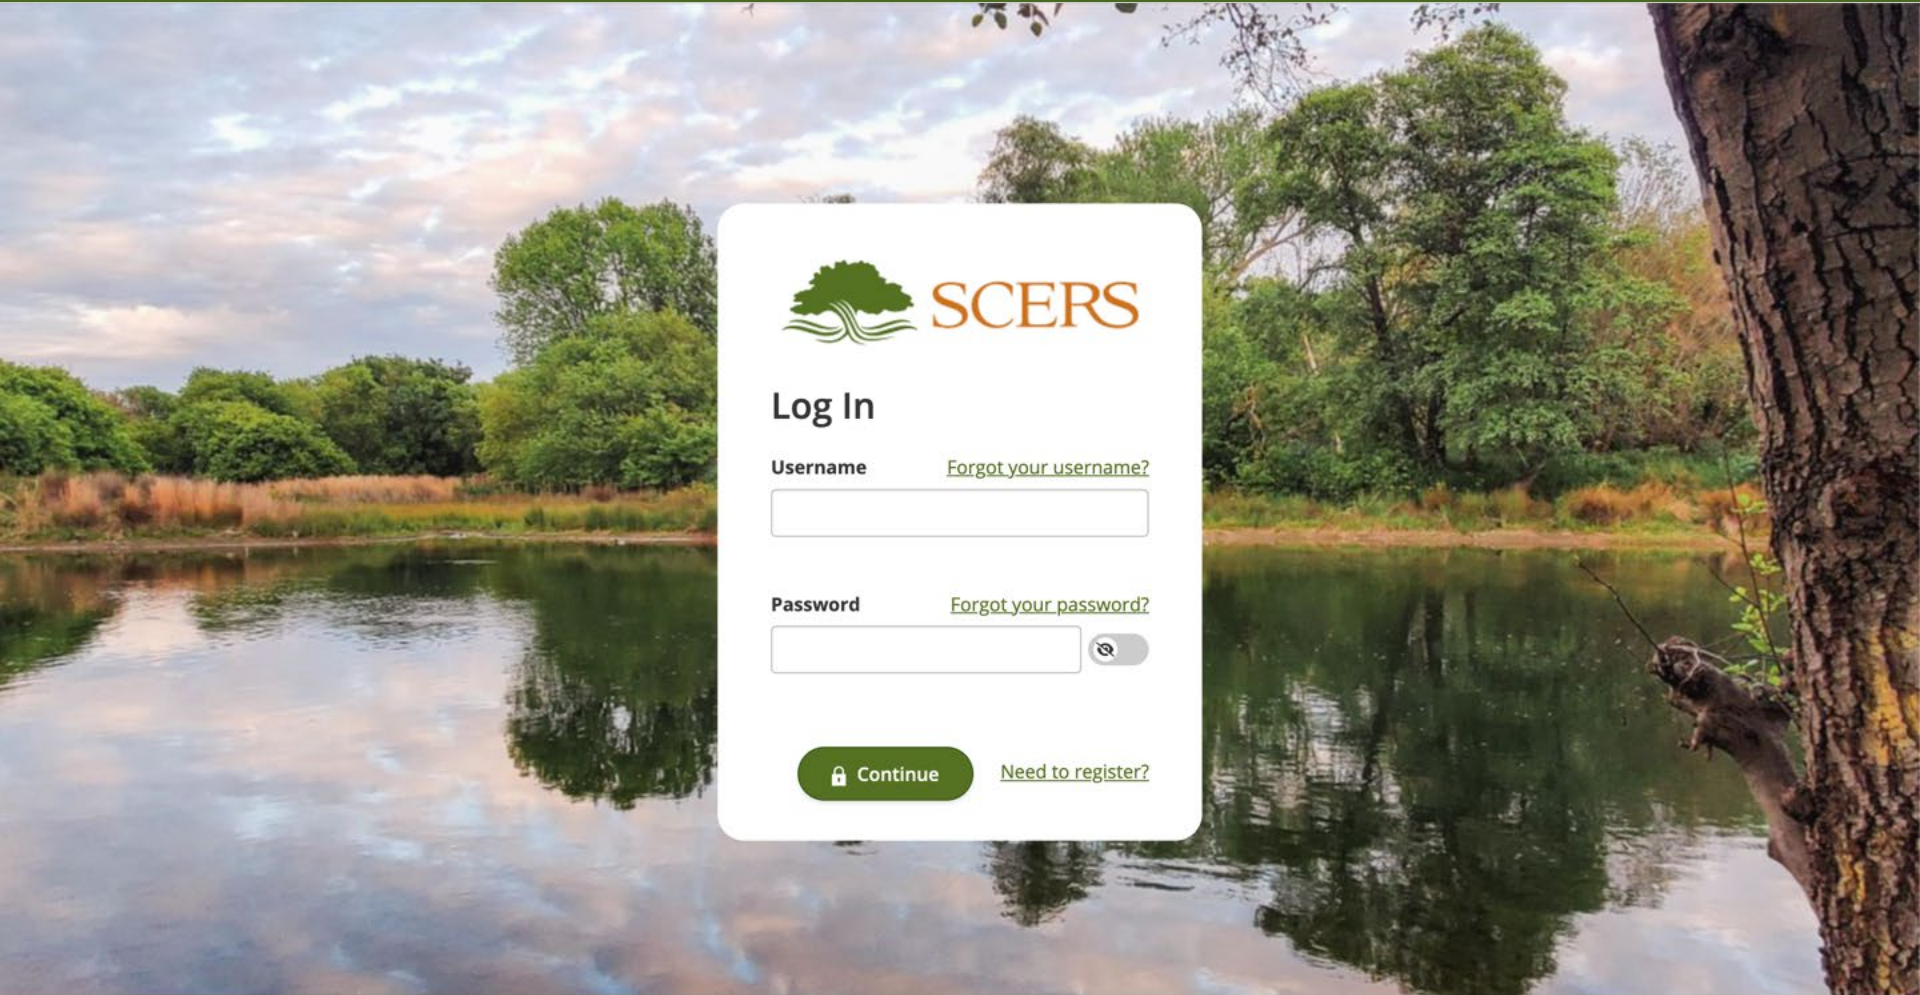 SCERS
Log In
Username Forgot your username?
Password Forgot your password?
Continue Need to register?